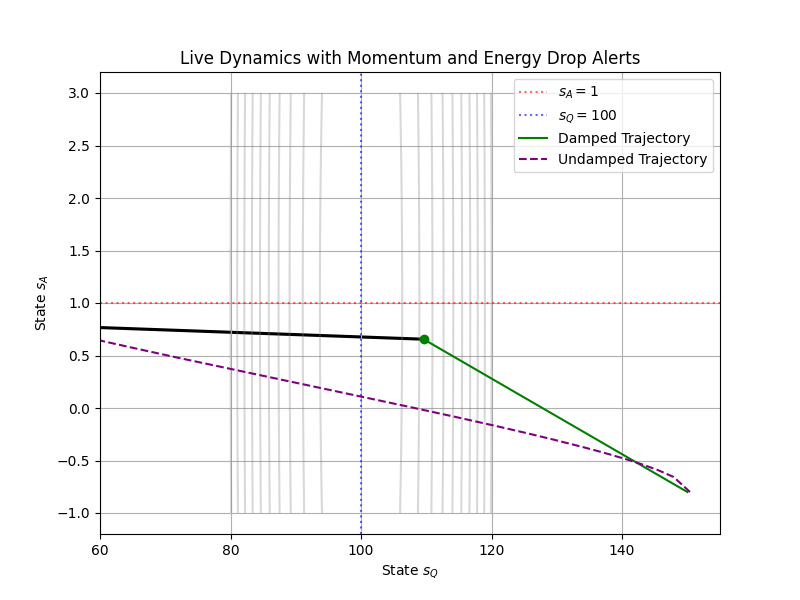 Live Dynamics with Momentum and Energy Drop Alerts
3.0
2.5
2.0
1.5
1.0
0.5
0.0
−0.5
−1.0
State s_A
s_A = 1
s_Q = 100
Damped Trajectory
Undamped Trajectory
60 80 100 120 140
State s_Q